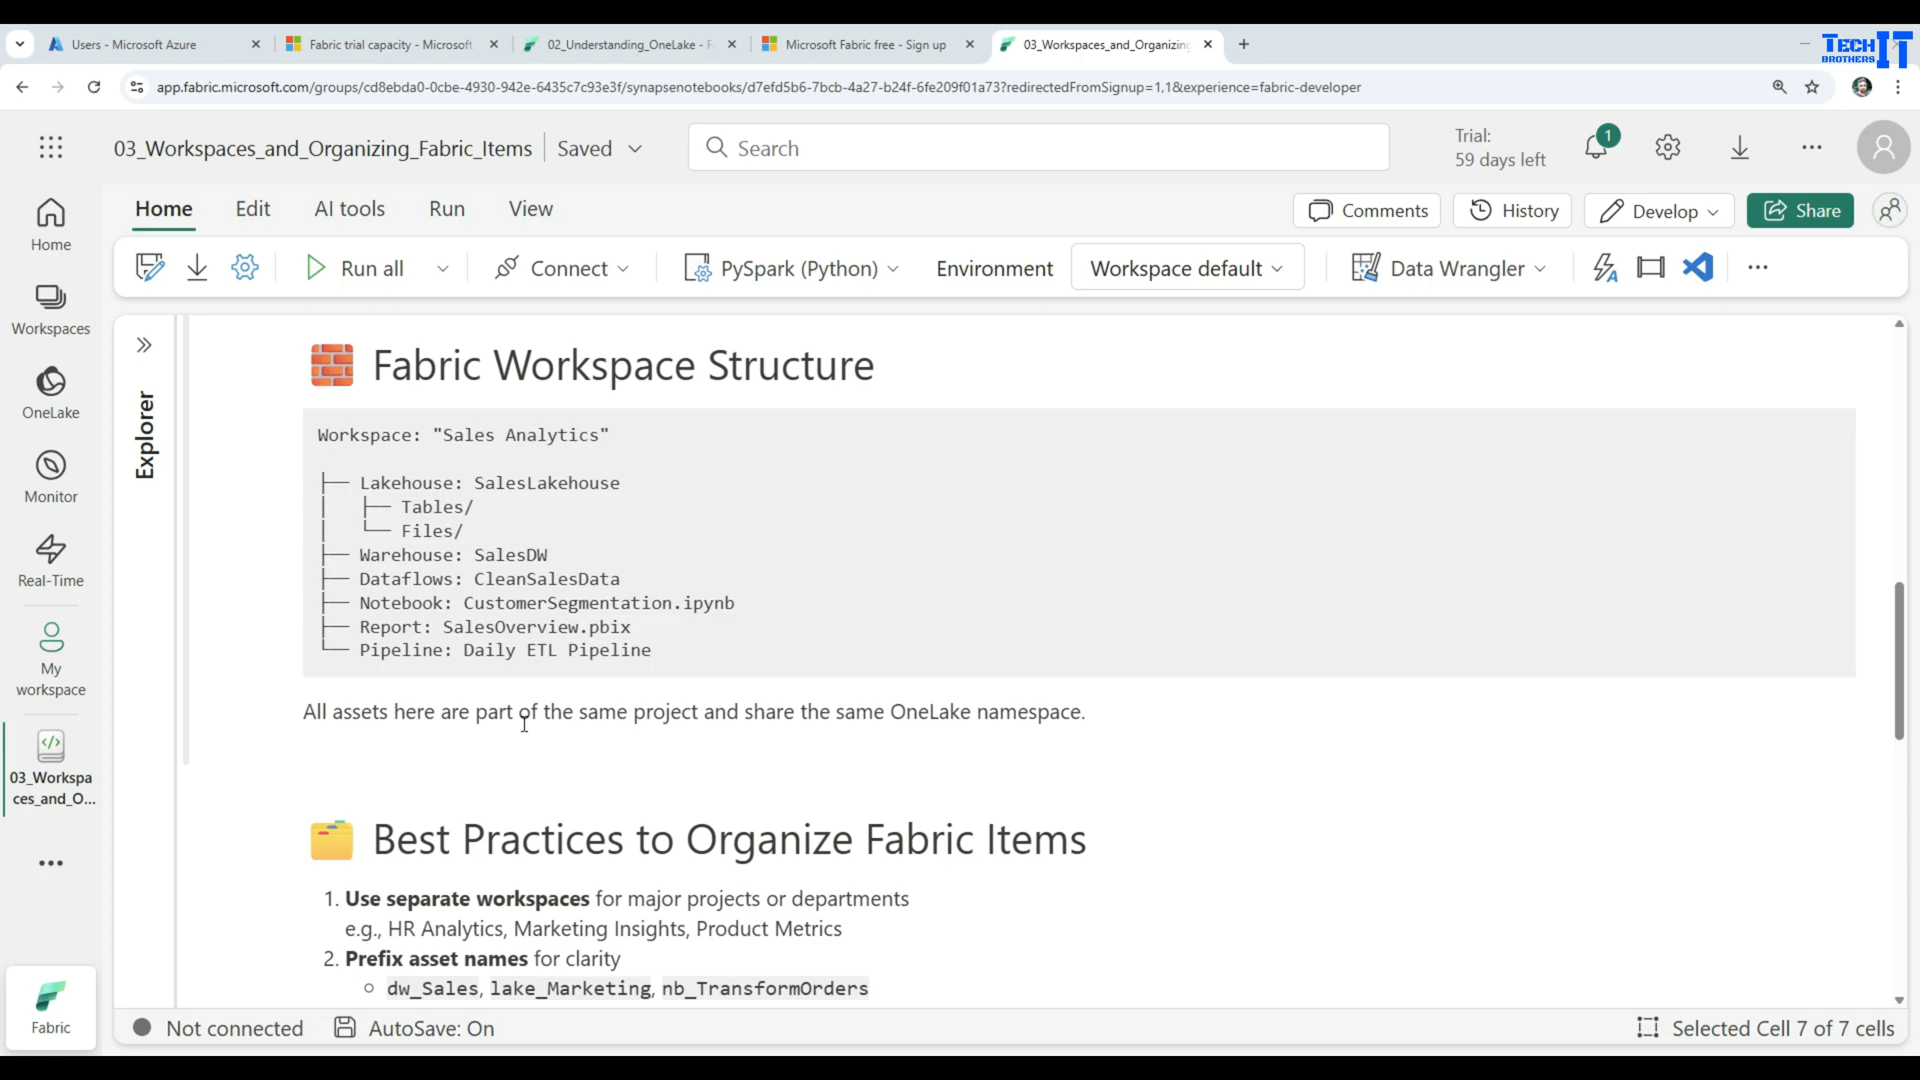 Users - Microsoft Azure
Fabric trial capacity - Microsoft
02_Understanding_OneLake - F
Microsoft Fabric free - Sign up
03_Workspaces_and_Organizing
TECH BROTHERS IT
app.fabric.microsoft.com/groups/cd8ebda0-0cbe-4930-942e-6435c7c93e3f/synapsenotebooks/d7efd5b6-7bcb-4a27-b24f-6fe209f01a73?redirectedFromSignup=1,1&experience=fabric-developer
03_Workspaces_and_Organizing_Fabric_Items
Saved
Search
Trial:
59 days left
1
Home
Edit
AI tools
Run
View
Comments
History
Develop
Share
Run all
Connect
PySpark (Python)
Environment
Workspace default
Data Wrangler
Home
Workspaces
OneLake
Monitor
Real-Time
My
workspace
03_Workspa
ces_and_O...
Fabric
Explorer
Fabric Workspace Structure
Workspace: "Sales Analytics"
├── Lakehouse: SalesLakehouse
│   ├── Tables/
│   └── Files/
├── Warehouse: SalesDW
├── Dataflows: CleanSalesData
├── Notebook: CustomerSegmentation.ipynb
├── Report: SalesOverview.pbix
└── Pipeline: Daily ETL Pipeline
All assets here are part of the same project and share the same OneLake namespace.
Best Practices to Organize Fabric Items
1. Use separate workspaces for major projects or departments
e.g., HR Analytics, Marketing Insights, Product Metrics
2. Prefix asset names for clarity
dw_Sales, lake_Marketing, nb_TransformOrders
Not connected
AutoSave: On
Selected Cell 7 of 7 cells